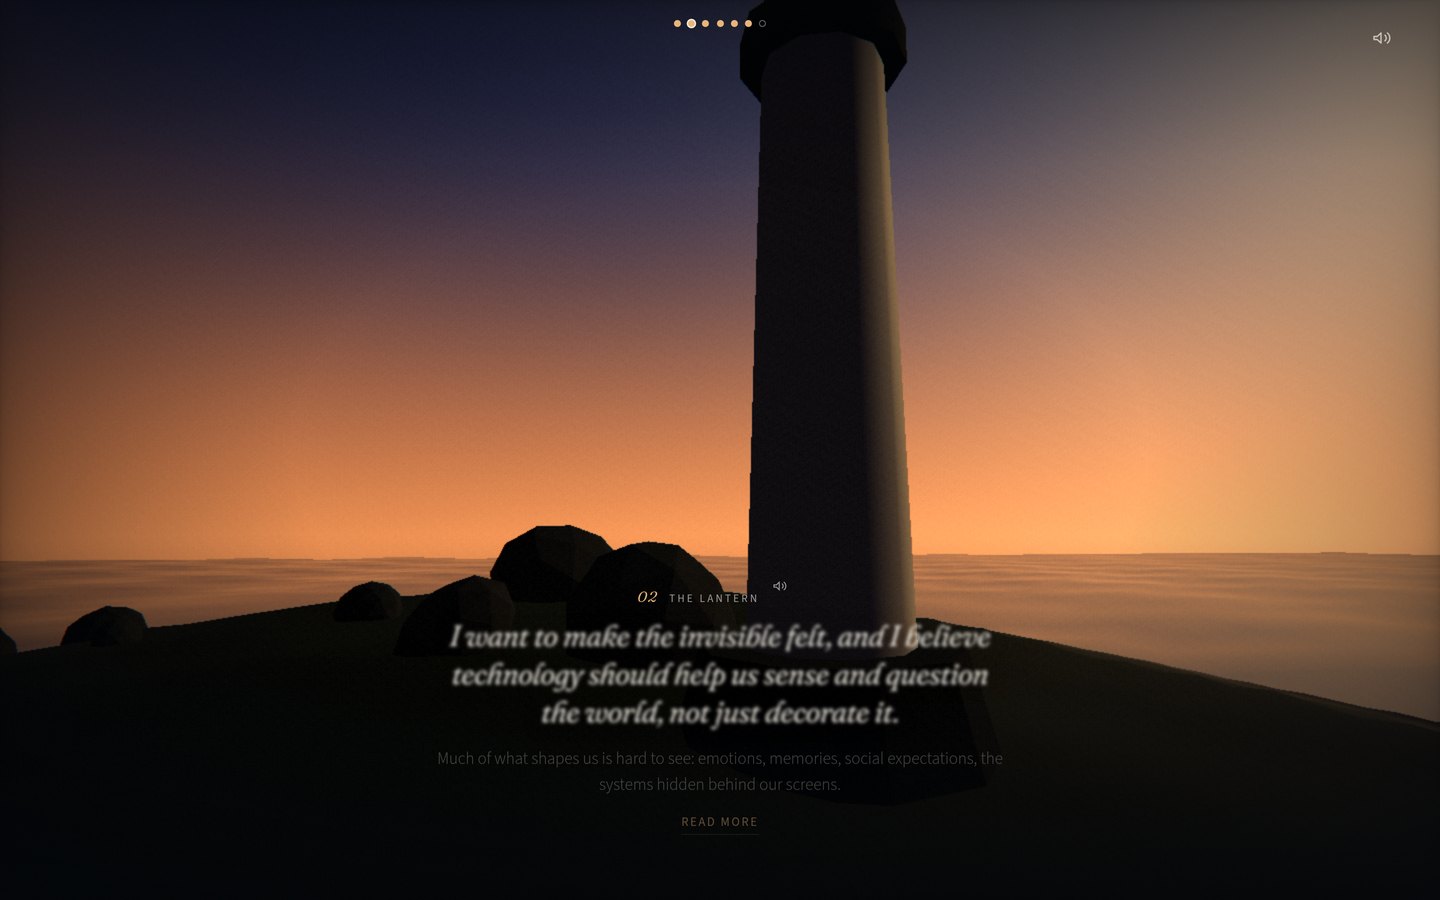 02 THE LANTERN
I want to make the invisible felt, and I believe
technology should help us sense and question
the world, not just decorate it.
Much of what shapes us is hard to see: emotions, memories, social expectations, the
systems hidden behind our screens.
READ MORE